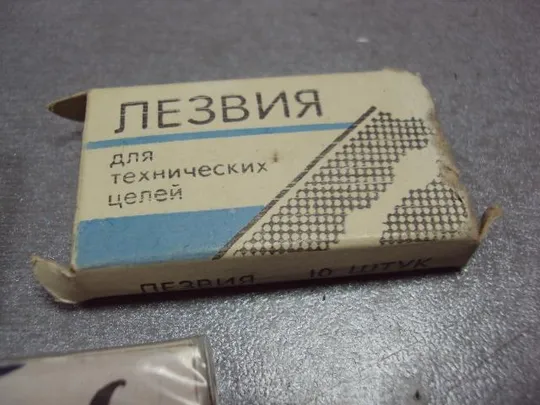 ЛЕЗВИЯ
для
технических
целей
ЛЕЗВИЯ 10 ШТУК